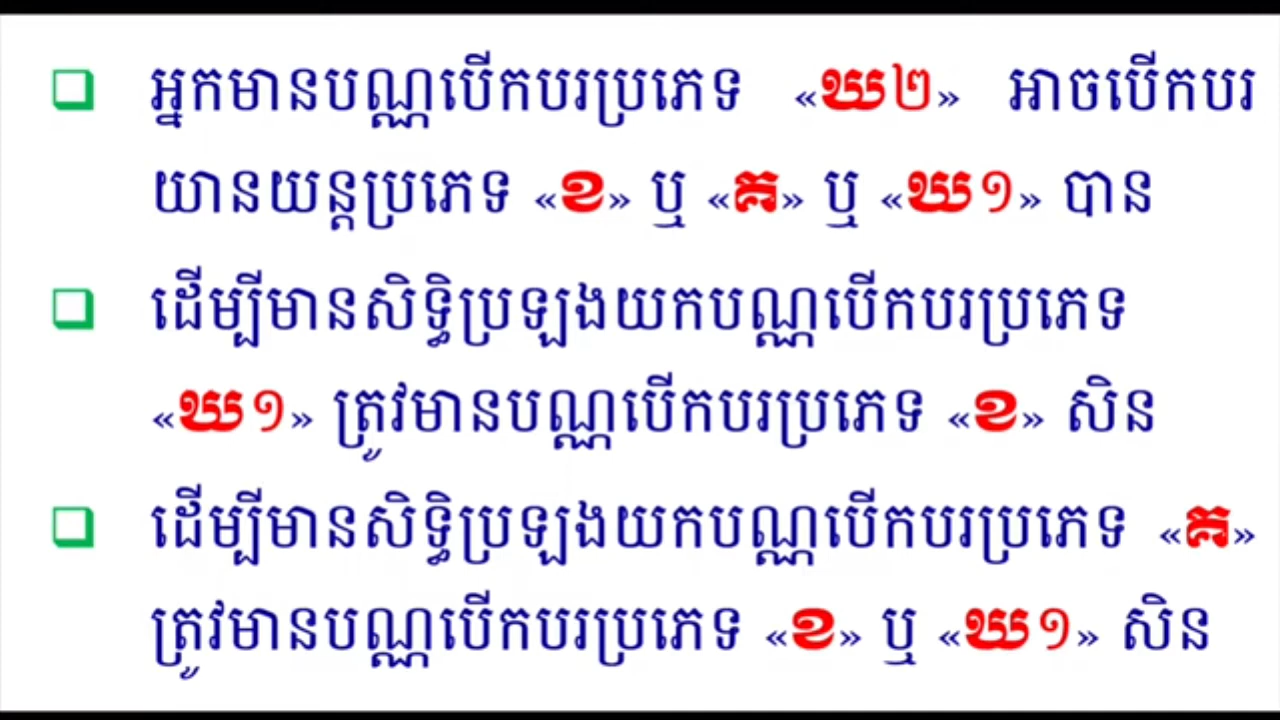 អ្នកមានបណ្ណបើកបរប្រភេទ «ឃ២» អាចបើកបរ
យានយន្តប្រភេទ «ខ» ឬ «គ» ឬ «ឃ១» បាន
ដើម្បីមានសិទ្ធិប្រឡងយកបណ្ណបើកបរប្រភេទ
«ឃ១» ត្រូវមានបណ្ណបើកបរប្រភេទ «ខ» សិន
ដើម្បីមានសិទ្ធិប្រឡងយកបណ្ណបើកបរប្រភេទ «គ»
ត្រូវមានបណ្ណបើកបរប្រភេទ «ខ» ឬ «ឃ១» សិន